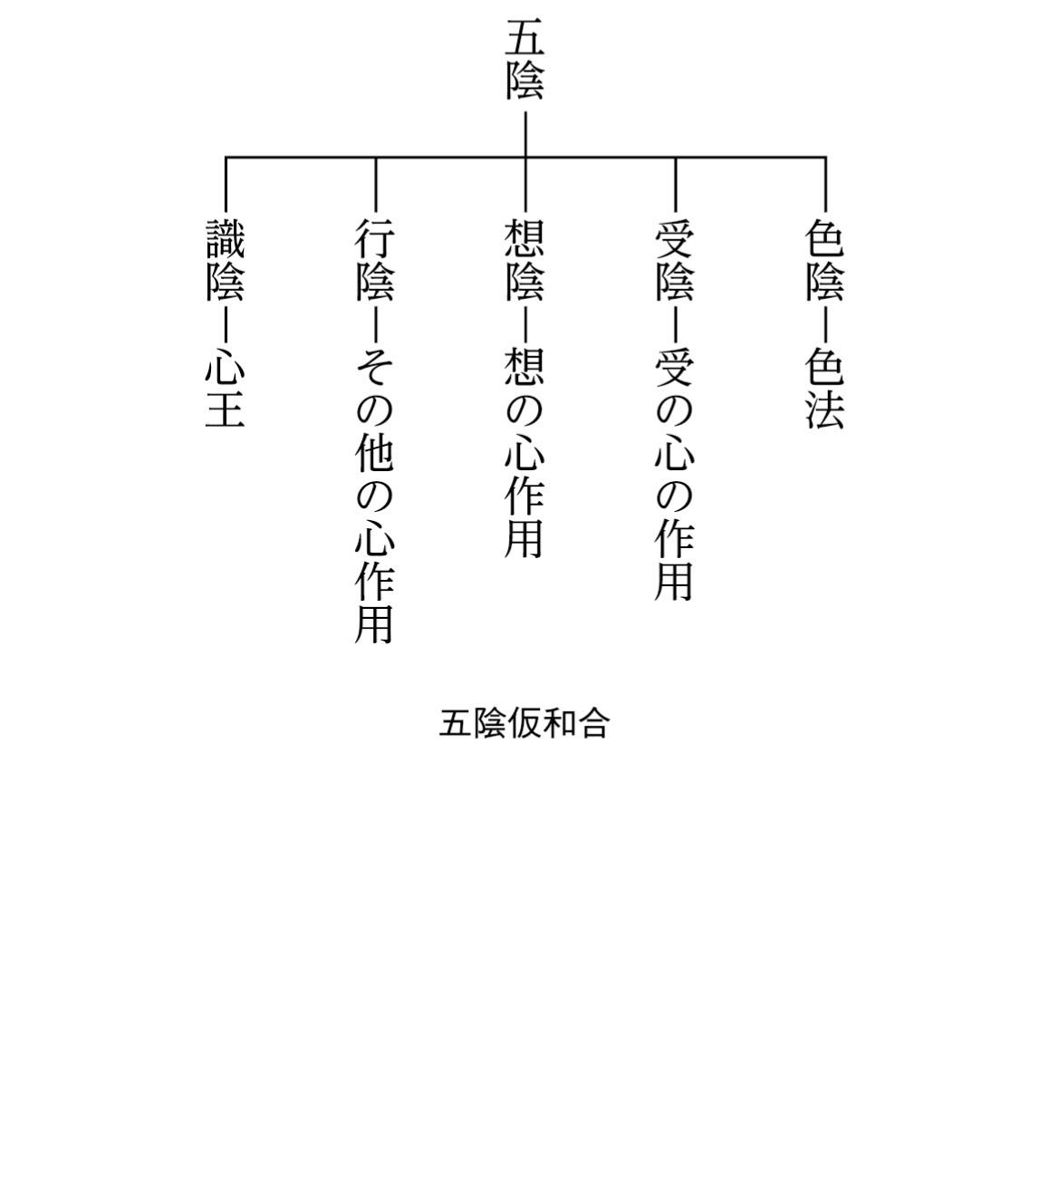 五陰
色陰―色法
受陰―受の心の作用
想陰―想の心作用
行陰―その他の心作用
識陰―心王
五陰仮和合